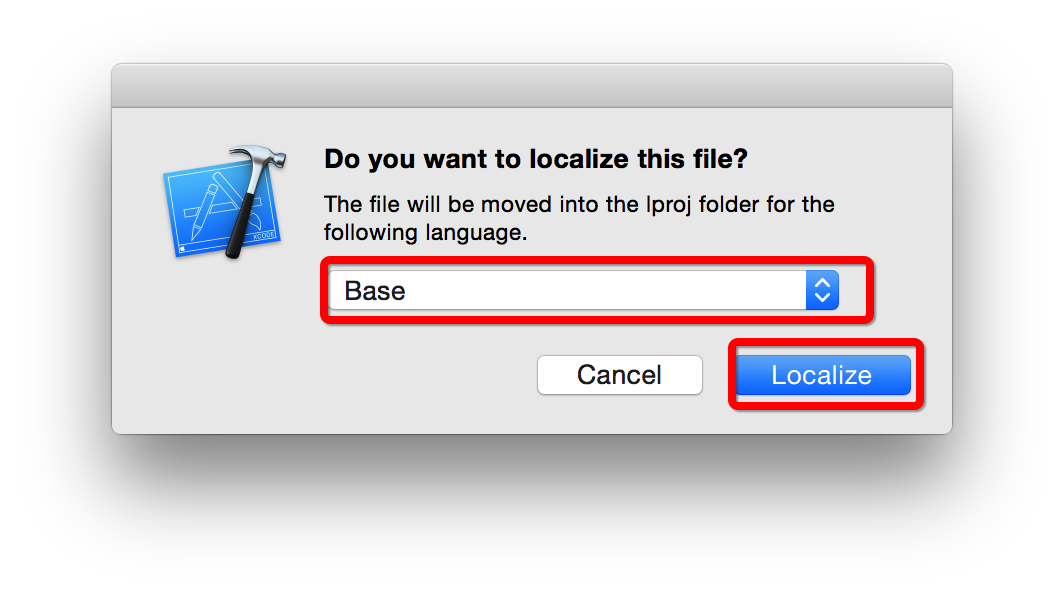 Do you want to localize this file?
The file will be moved into the lproj folder for the
following language.
Base
Cancel
Localize
XCODE